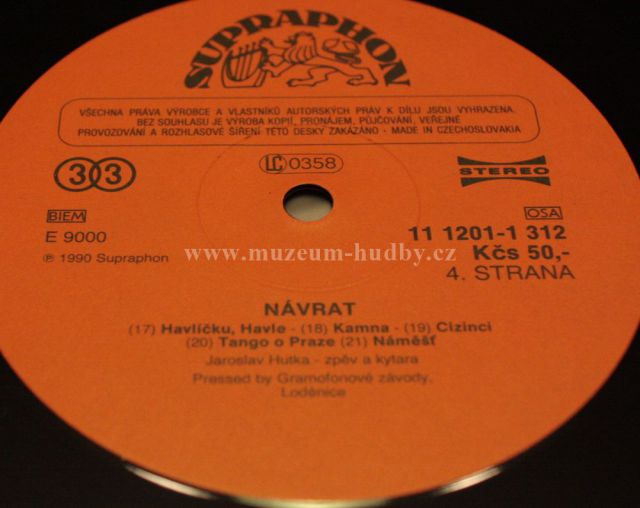 SUPRAPHON
VŠECHNA PRÁVA VÝROBCE A VLASTNÍKŮ AUTORSKÝCH PRÁV K DÍLU JSOU VYHRAZENA.
BEZ SOUHLASU JE VÝROBA KOPIÍ, PRONÁJEM, PŮJČOVÁNÍ, VEŘEJNÉ
PROVOZOVÁNÍ A ROZHLASOVÉ ŠÍŘENÍ TÉTO DESKY ZAKÁZÁNO - MADE IN CZECHOSLOVAKIA
33
LC 0358
STEREO
BIEM
OSA
E 9000
11 1201-1 312
www.muzeum-hudby.cz
Kčs 50,-
℗ 1990 Supraphon
4. STRANA
NÁVRAT
(17) Havlíčku, Havle - (18) Kamna - (19) Cizinci
(20) Tango o Praze (21) Náměšť
Jaroslav Hutka - zpěv a kytara
Pressed by Gramofonové závody,
Loděnice